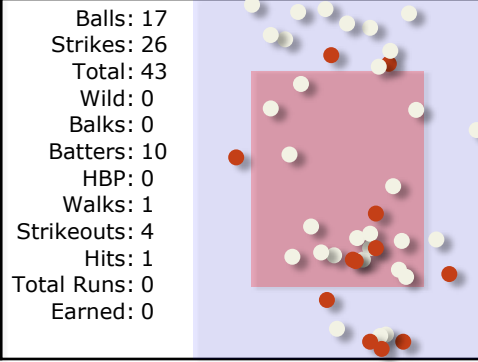 Balls: 17
Strikes: 26
Total: 43
Wild: 0
Balks: 0
Batters: 10
HBP: 0
Walks: 1
Strikeouts: 4
Hits: 1
Total Runs: 0
Earned: 0